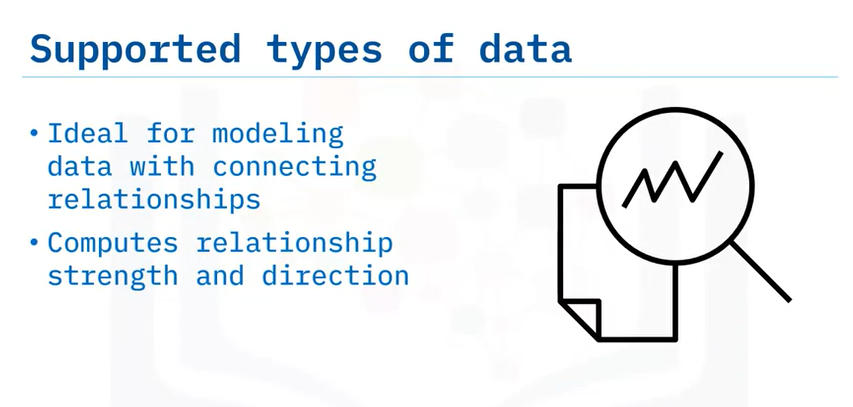 Supported types of data
• Ideal for modeling
data with connecting
relationships
• Computes relationship
strength and direction